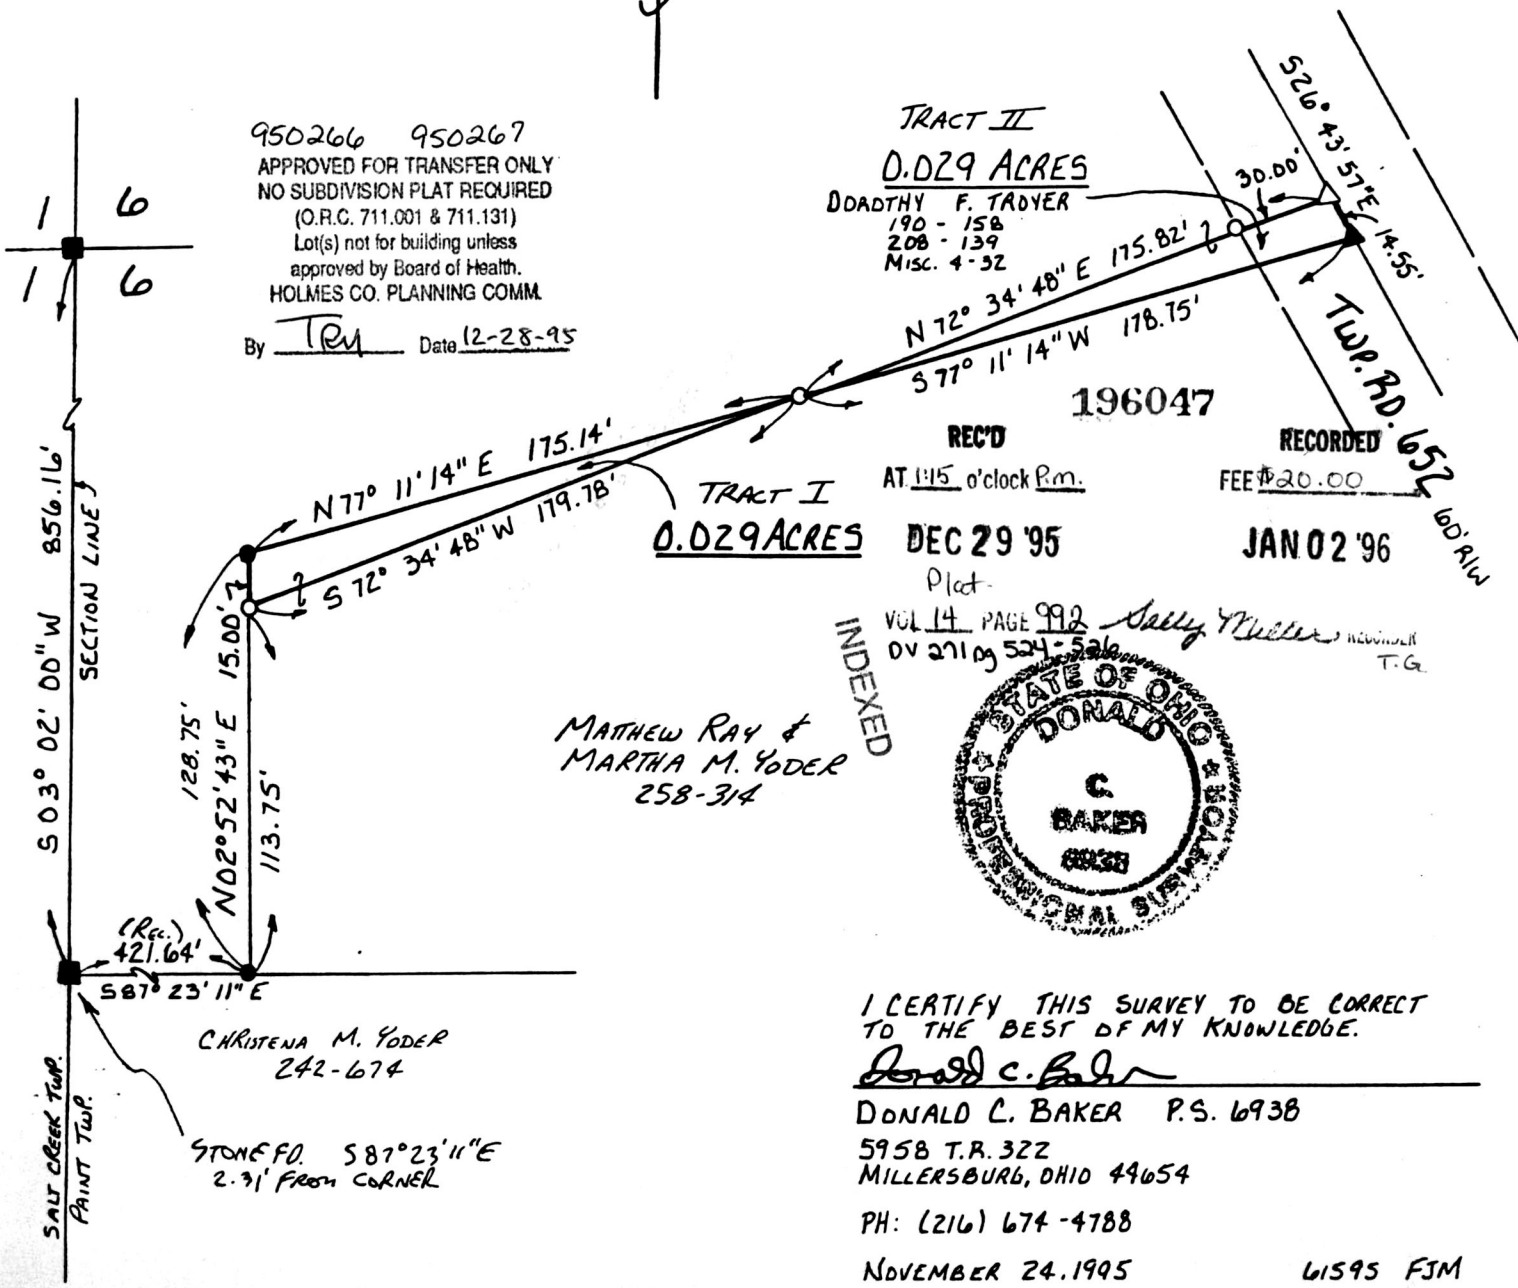 950266 950267
APPROVED FOR TRANSFER ONLY
NO SUBDIVISION PLAT REQUIRED
(O.R.C. 711.001 & 711.131)
Lot(s) not for building unless
approved by Board of Health.
HOLMES CO. PLANNING COMM.
By Date 12-28-95
1 6
1 6
TRACT II
0.029 ACRES
DOROTHY F. TROYER
190 - 158
208 - 139
MISC. 4-32
S26° 43' 57"E 14.55'
30.00'
N 72° 34' 48" E 175.82'
S 77° 11' 14" W 178.75'
TWP. RD. 652 60' R/W
N 77° 11' 14" E 175.14'
S 72° 34' 48" W 179.78'
TRACT I
0.029 ACRES
196047
REC'D
AT 1:15 o'clock P.m.
DEC 29 '95
RECORDED
FEE $20.00
JAN 02 '96
Plat
VOL 14 PAGE 992 Sally Miller RECORDER
DV 271 pg 524-526
T.G.
INDEXED
S 03° 02' 00" W 856.16'
SECTION LINE
128.75'
N02° 52' 43" E 15.00'
113.75'
MATHEW RAY &
MARTHA M. YODER
258-314
STATE OF OHIO
DONALD
C.
BAKER
6938
PROFESSIONAL SURVEYOR
(REC.)
421.64'
S87° 23' 11" E
CHRISTENA M. YODER
242-674
STONE FD. S87°23'11"E
2.31' FROM CORNER
SALT CREEK TWP.
PAINT TWP.
I CERTIFY THIS SURVEY TO BE CORRECT
TO THE BEST OF MY KNOWLEDGE.
Donald C. Baker
DONALD C. BAKER P.S. 6938
5958 T.R. 322
MILLERSBURG, OHIO 44654
PH: (216) 674-4788
NOVEMBER 24.1995 61595 FJM